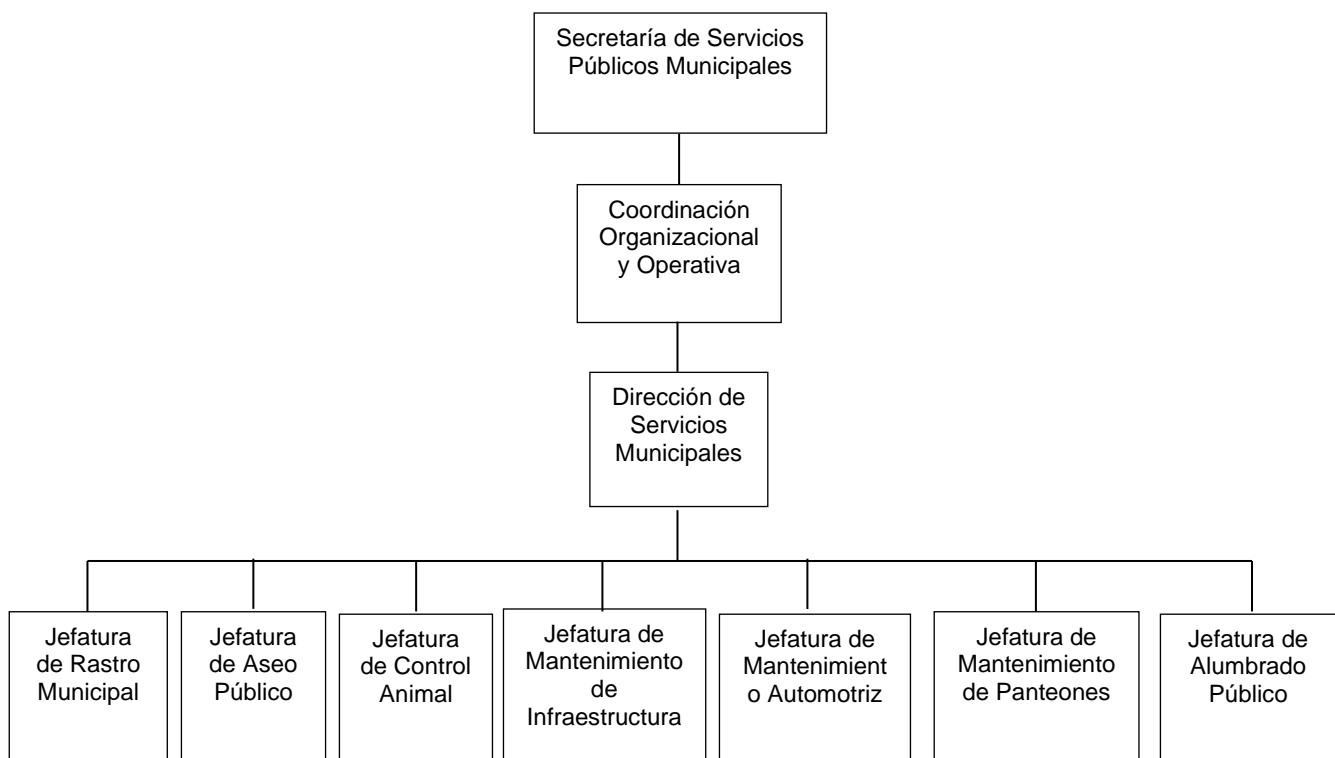 Secretaría de Servicios
Públicos Municipales
Coordinación
Organizacional
y Operativa
Dirección de
Servicios
Municipales
Jefatura
de Rastro
Municipal
Jefatura
de Aseo
Público
Jefatura
de Control
Animal
Jefatura de
Mantenimiento
de
Infraestructura
Jefatura de
Mantenimient
o Automotriz
Jefatura de
Mantenimiento
de Panteones
Jefatura de
Alumbrado
Público